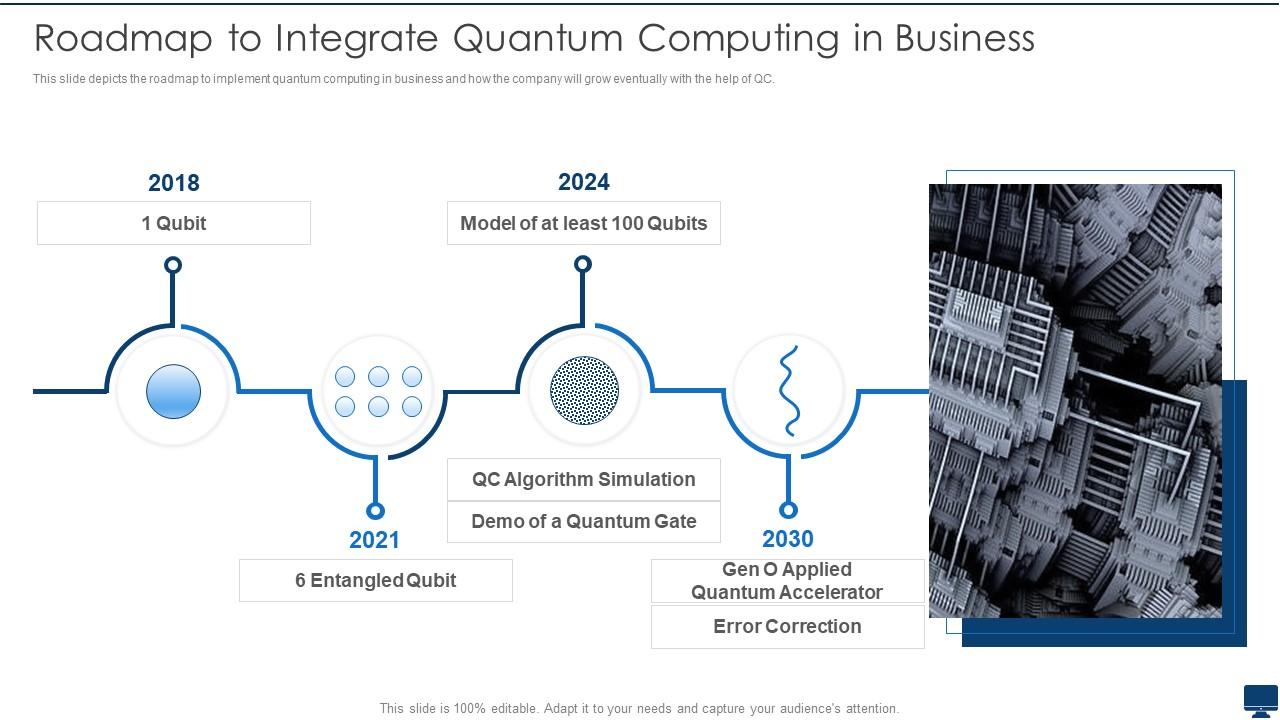 Roadmap to Integrate Quantum Computing in Business
This slide depicts the roadmap to implement quantum computing in business and how the company will grow eventually with the help of QC.
2018
1 Qubit
2024
Model of at least 100 Qubits
QC Algorithm Simulation
Demo of a Quantum Gate
2021
6 Entangled Qubit
2030
Gen O Applied
Quantum Accelerator
Error Correction
This slide is 100% editable. Adapt it to your needs and capture your audience's attention.